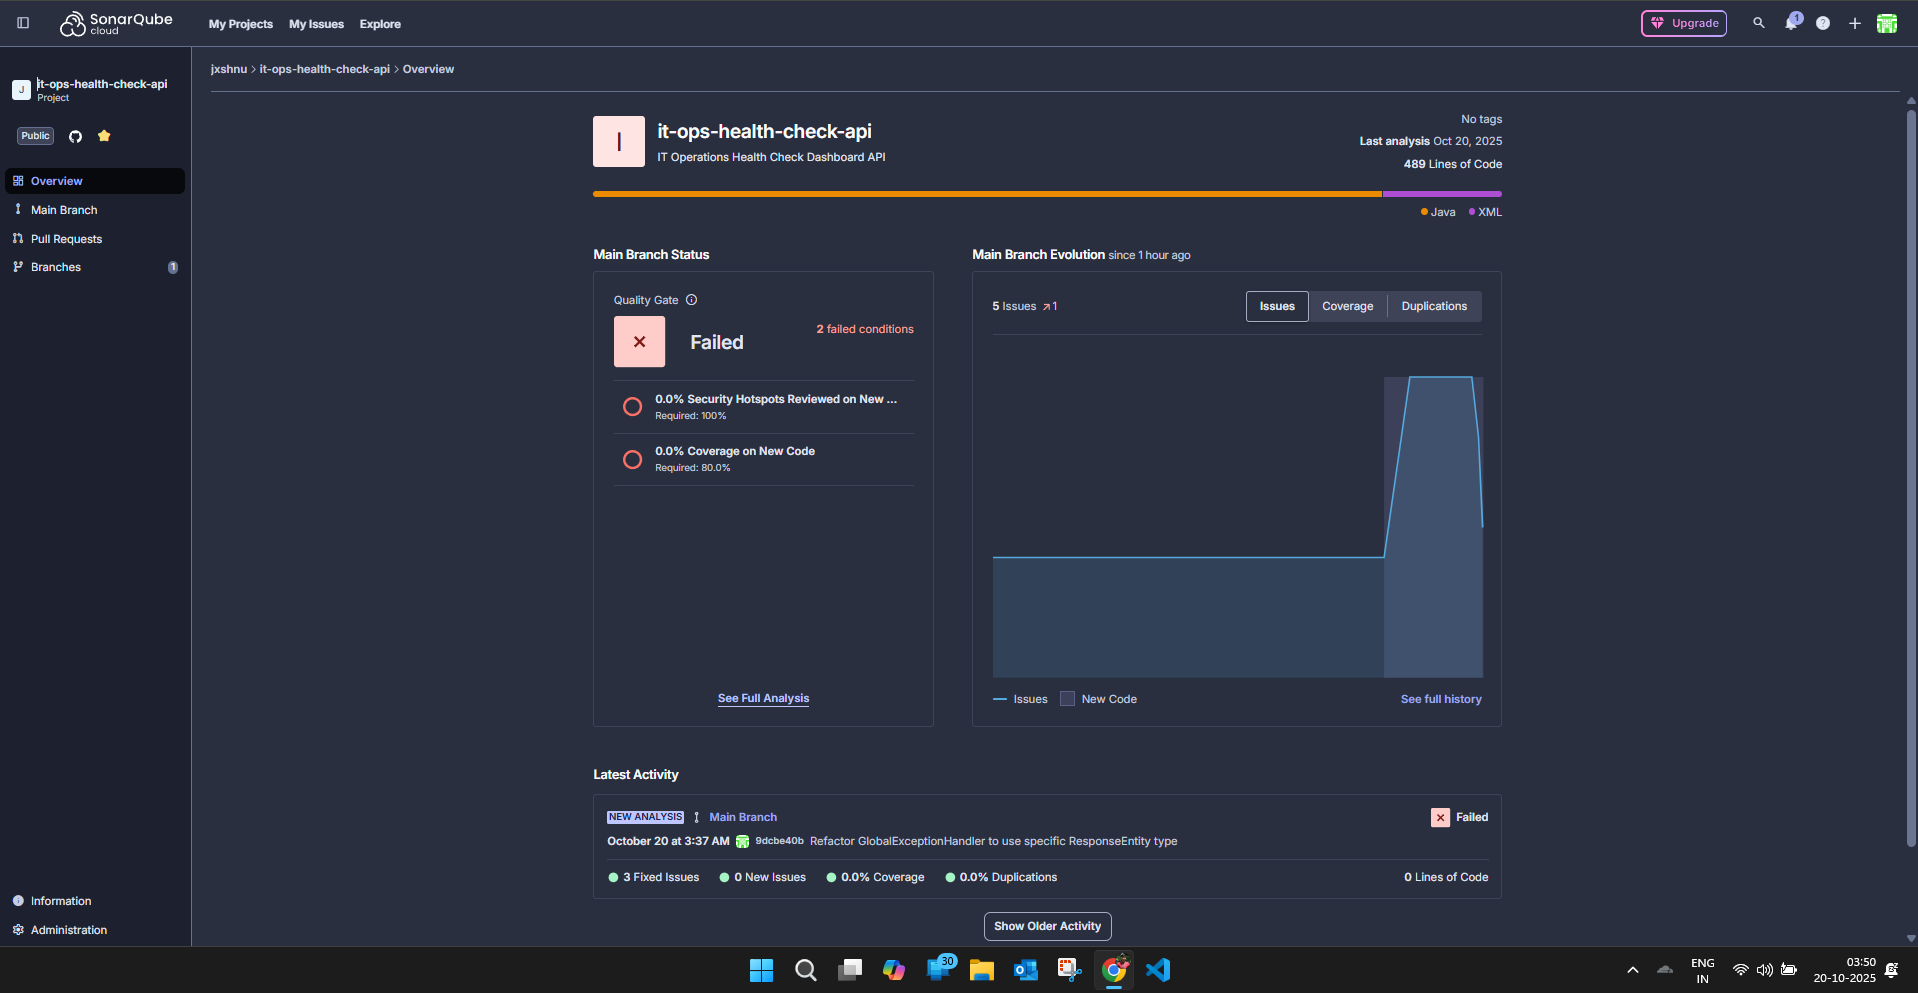 SonarQube
cloud
My Projects
My Issues
Explore
Upgrade
1
?
J
it-ops-health-check-api
Project
Public
Overview
Main Branch
Pull Requests
Branches
1
Information
Administration
jxshnu > it-ops-health-check-api > Overview
I
it-ops-health-check-api
IT Operations Health Check Dashboard API
No tags
Last analysis Oct 20, 2025
489 Lines of Code
Java
XML
Main Branch Status
Quality Gate
Failed
2 failed conditions
0.0% Security Hotspots Reviewed on New ...
Required: 100%
0.0% Coverage on New Code
Required: 80.0%
See Full Analysis
Main Branch Evolution since 1 hour ago
5 Issues 1
Issues
Coverage
Duplications
Issues
New Code
See full history
Latest Activity
NEW ANALYSIS
Main Branch
Failed
October 20 at 3:37 AM 9dcbe40b Refactor GlobalExceptionHandler to use specific ResponseEntity type
3 Fixed Issues
0 New Issues
0.0% Coverage
0.0% Duplications
0 Lines of Code
Show Older Activity
30
ENG
IN
03:50
20-10-2025